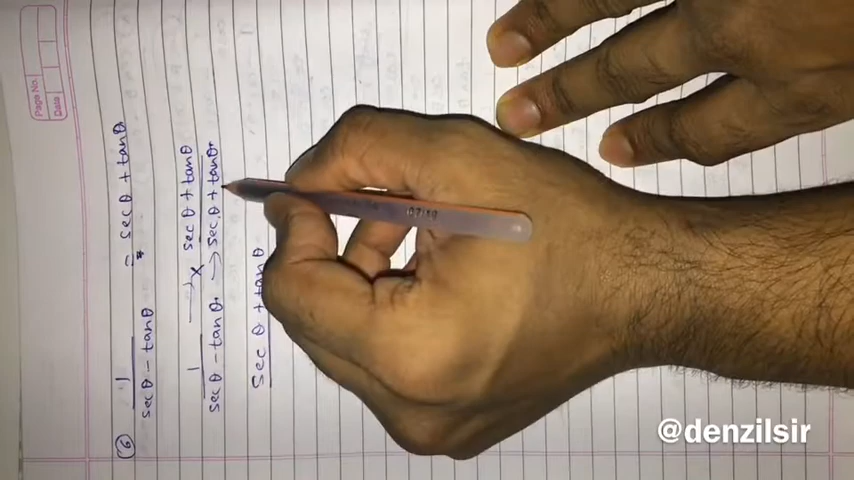 Page No.
Date
⑥ 1 = sec θ + tan θ
sec θ - tan θ
1 → × sec θ + tan θ
sec θ - tan θ → sec θ + tan θ
sec θ + tan θ
@denzilsir